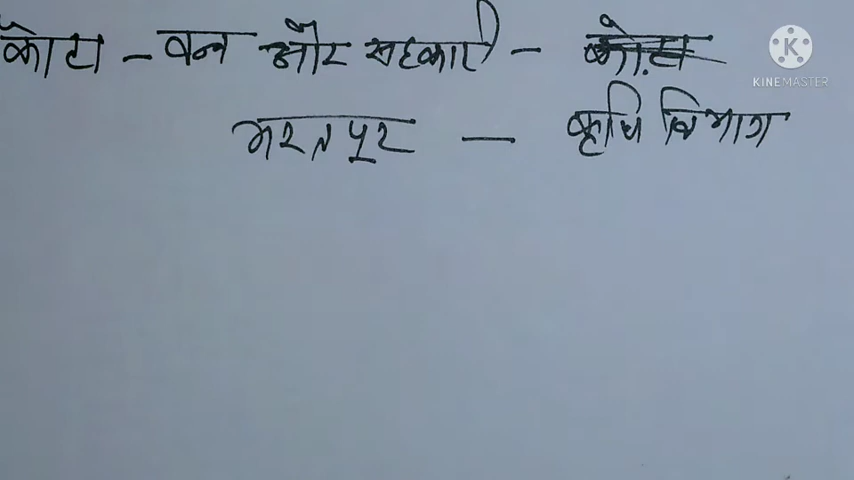 कोटा - वन और सहकारी -
भरतपुर - कृषि विभाग
KINEMASTER